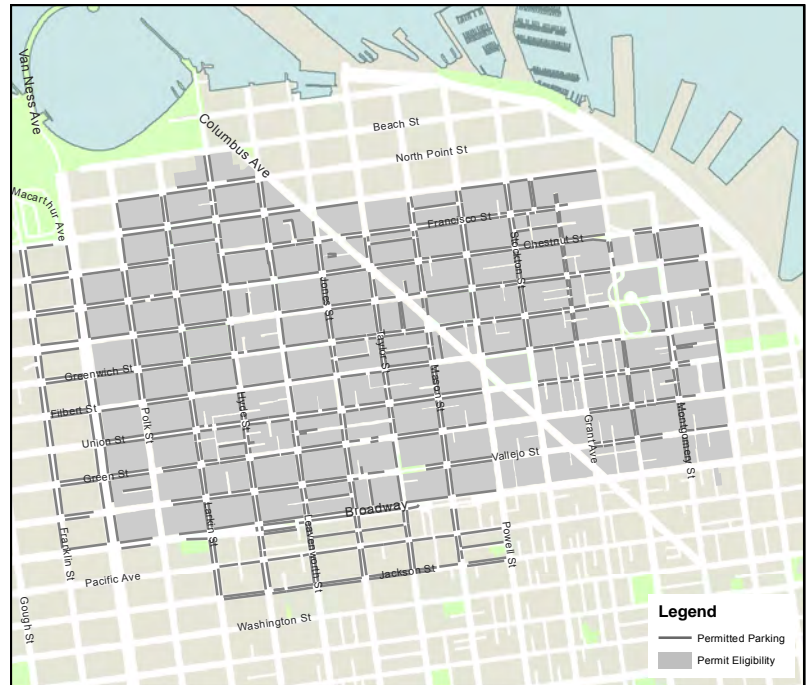 Van Ness Ave
Columbus Ave
Beach St
North Point St
Macarthur Ave
Francisco St
Chestnut St
Stockton St
Jones St
Taylor S
Mason St
Greenwich St
Hyde St
Filbert St
Polk St
Union St
Grant Ave
Montgomery St
Vallejo St
Green St
Broadway
Larkin St
Leavenworth St
Powell St
Franklin St
Jackson St
Pacific Ave
Gough St
Washington St
Legend
Permitted Parking
Permit Eligibility